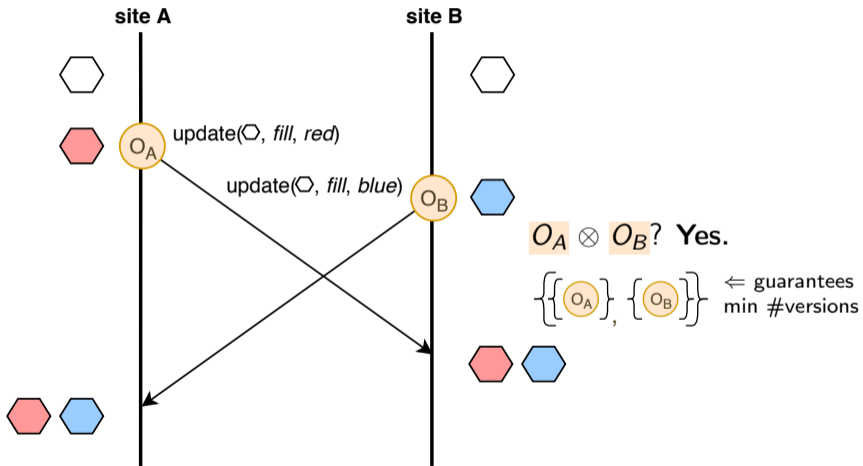 site A
site B
O_A
update(⬡, fill, red)
update(⬡, fill, blue)
O_B
O_A ⊗ O_B? Yes.
{{O_A}, {O_B}}
⇐ guarantees
min #versions